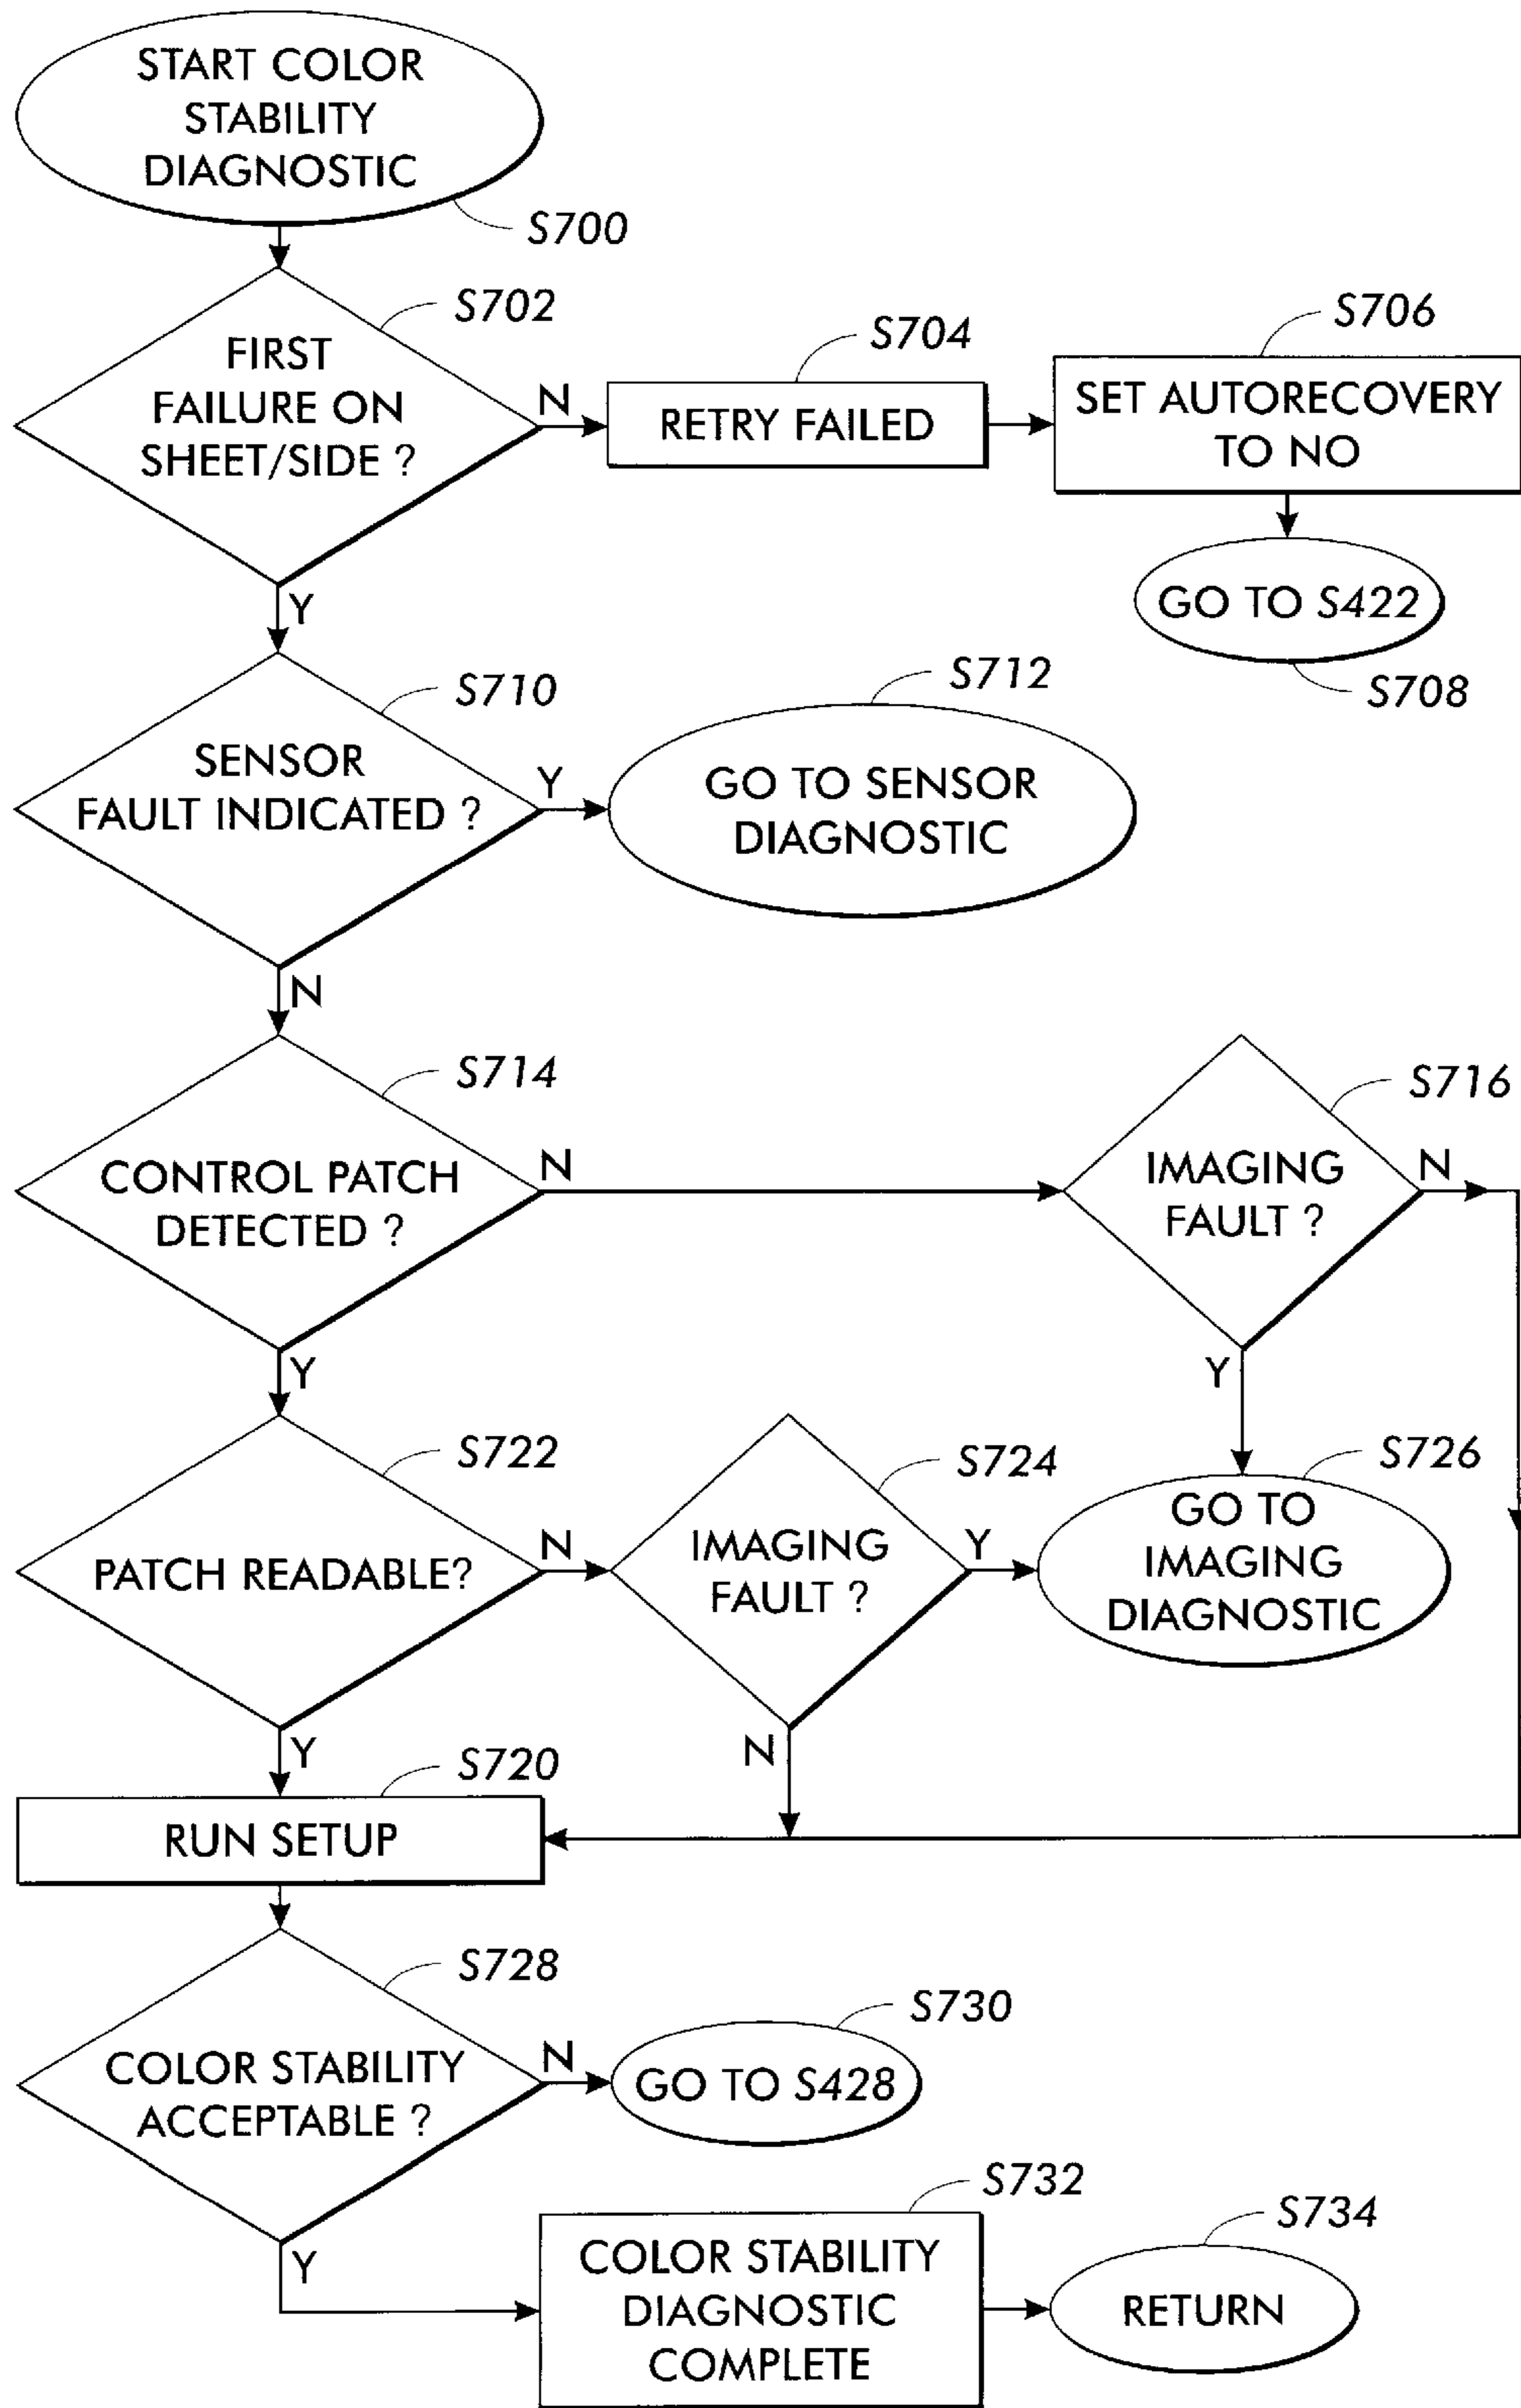 START COLOR
STABILITY
DIAGNOSTIC
S700
S702
FIRST
FAILURE ON
SHEET/SIDE ?
N
Y
S704
RETRY FAILED
S706
SET AUTORECOVERY
TO NO
GO TO S422
S708
S710
SENSOR
FAULT INDICATED ?
Y
N
S712
GO TO SENSOR
DIAGNOSTIC
S714
CONTROL PATCH
DETECTED ?
N
Y
S716
IMAGING
FAULT ?
N
Y
S722
PATCH READABLE?
N
Y
S724
IMAGING
FAULT ?
Y
N
S726
GO TO
IMAGING
DIAGNOSTIC
S720
RUN SETUP
S728
COLOR STABILITY
ACCEPTABLE ?
N
Y
S730
GO TO S428
S732
COLOR STABILITY
DIAGNOSTIC
COMPLETE
S734
RETURN